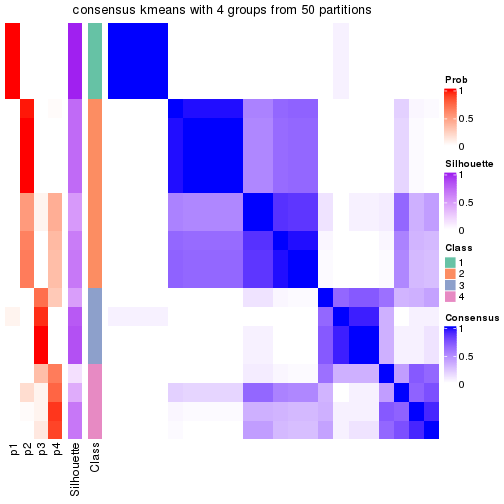 consensus kmeans with 4 groups from 50 partitions
Prob
1
0.5
0
Silhouette
1
0.5
0
Class
1
2
3
4
Consensus
1
0.5
0
p1
p2
p3
p4
Silhouette
Class